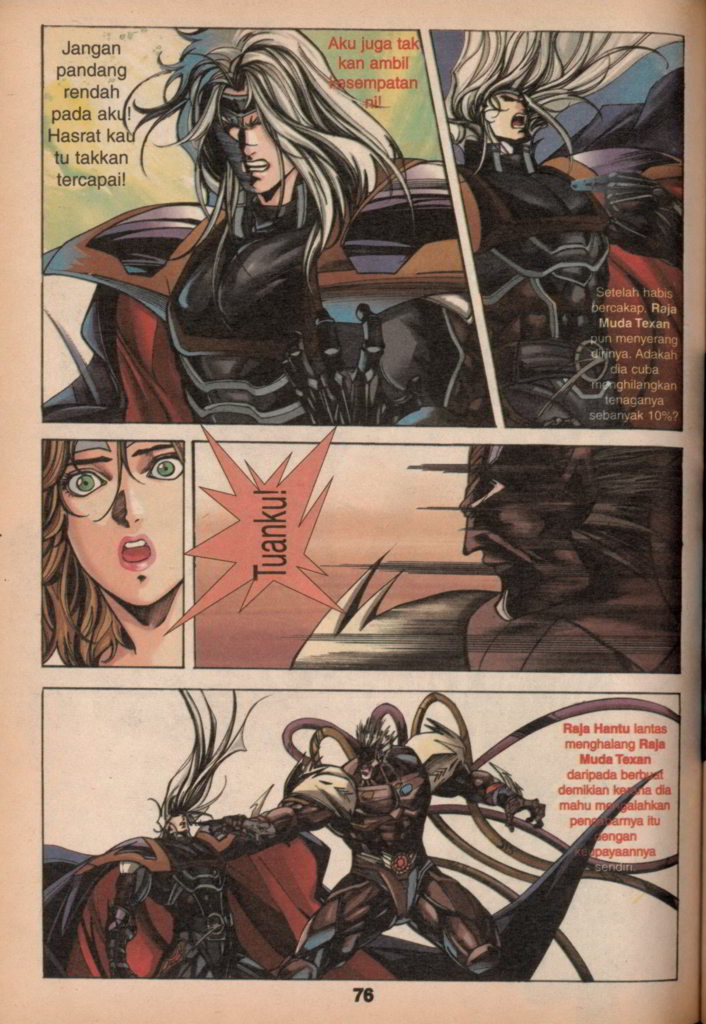 Jangan
pandang
rendah
pada aku!
Hasrat kau
tu takkan
tercapai!
Aku juga tak
kan ambil
kesempatan
ni!
Setelah habis
bercakap, Raja
Muda Texan
pun menyerang
dirinya. Adakah
dia cuba
menghilangkan
tenaganya
sebanyak 10%?
Tuanku!
Raja Hantu lantas
menghalang Raja
Muda Texan
daripada berbuat
demikian kerana dia
mahu mengalahkan
pencabarnya itu
dengan
keupayaannya
sendiri.
76